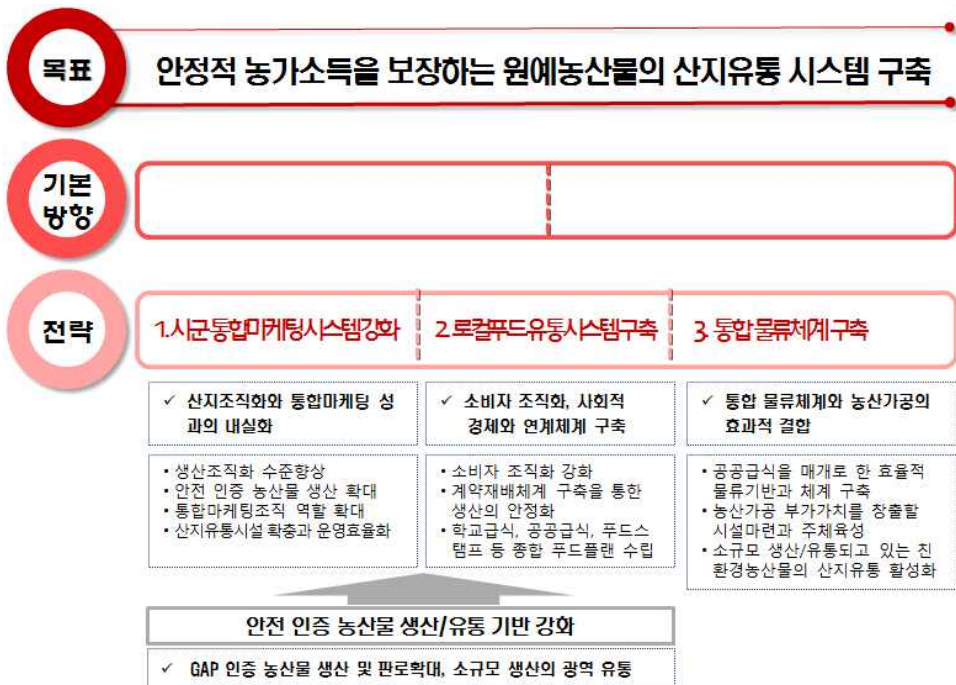 목표
안정적 농가소득을 보장하는 원예농산물의 산지유통 시스템 구축
기본
방향
전략
1.시군통합마케팅시스템강화
2.로컬푸드유통시스템구축
3. 통합 물류체계 구축
✓ 산지조직화와 통합마케팅 성
과의 내실화
✓ 소비자 조직화, 사회적
경제와 연계체계 구축
✓ 통합 물류체계와 농산가공의
효과적 결합
• 생산조직화 수준향상
• 안전 인증 농산물 생산 확대
• 통합마케팅조직 역할 확대
• 산지유통시설 확충과 운영효율화
• 소비자 조직화 강화
• 계약재배체계 구축을 통한
생산의 안정화
• 학교급식, 공공급식, 푸드스
탬프 등 종합 푸드플랜 수립
• 공공급식을 매개로 한 효율적
물류기반과 체계 구축
• 농산가공 부가가치를 창출할
시설마련과 주체육성
• 소규모 생산/유통되고 있는 친
환경농산물의 산지유통 활성화
안전 인증 농산물 생산/유통 기반 강화
✓ GAP 인증 농산물 생산 및 판로확대, 소규모 생산의 광역 유통